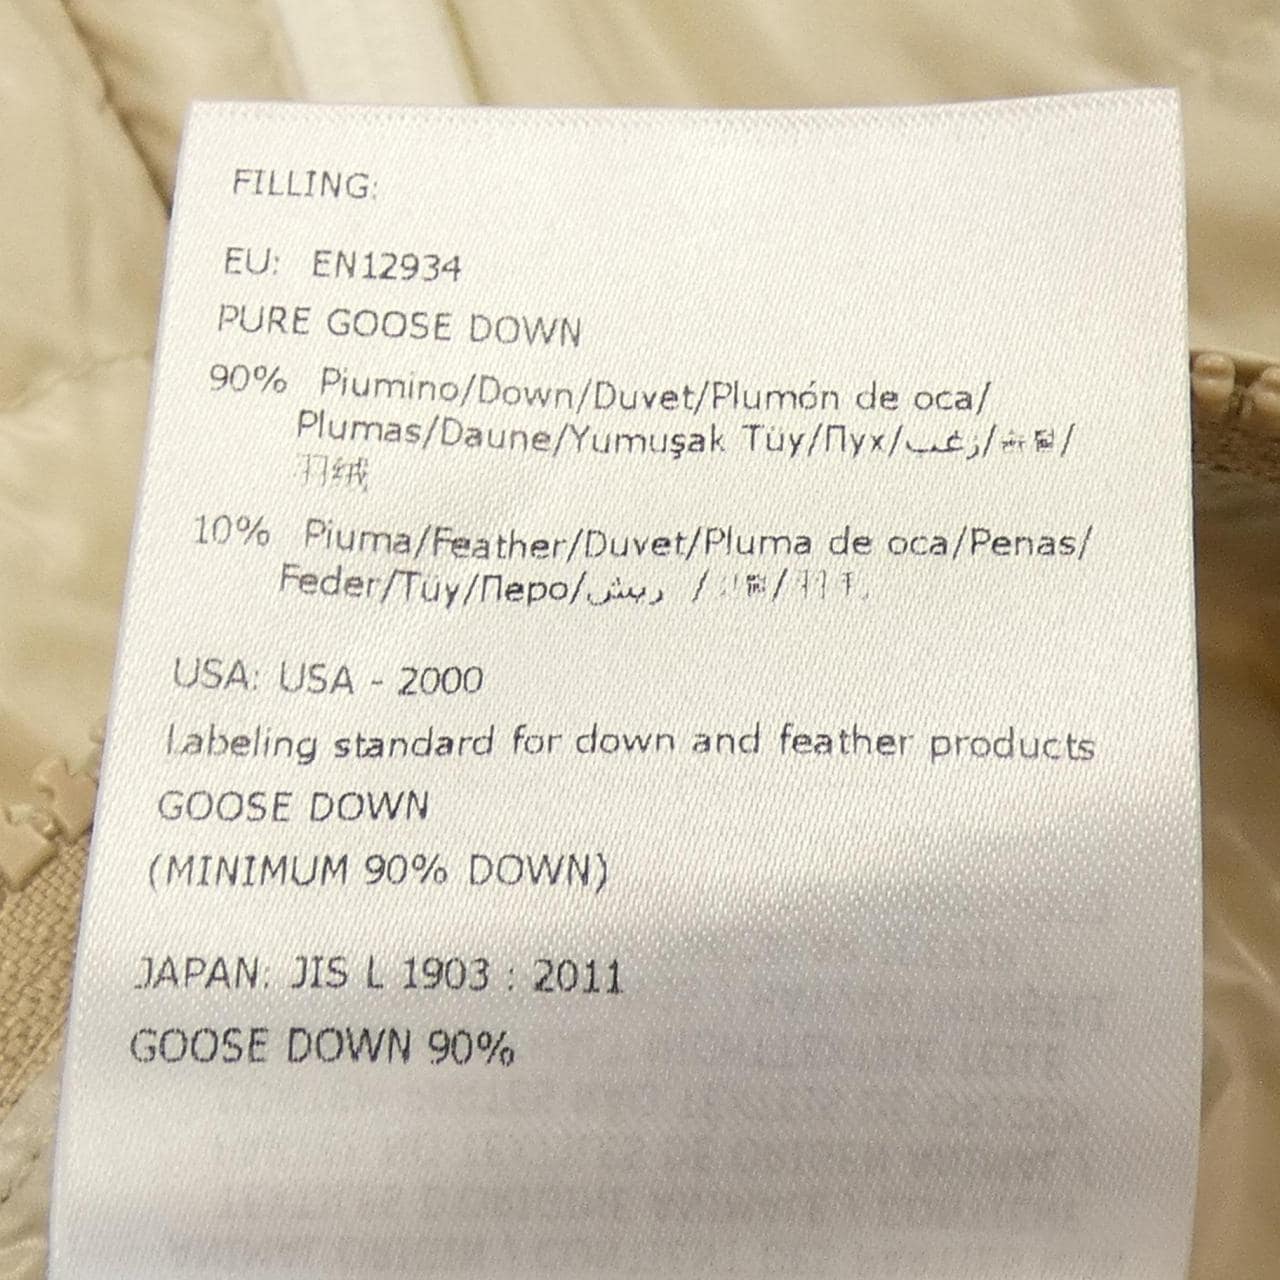 FILLING:
EU: EN12934
PURE GOOSE DOWN
90% Piumino/Down/Duvet/Plumón de oca/
Plumas/Daune/Yumuşak Tüy/Пух/زغب/
羽绒
10% Piuma/Feather/Duvet/Pluma de oca/Penas/
Feder/Tüy/Перо/ريش /
USA: USA - 2000
Labeling standard for down and feather products
GOOSE DOWN
(MINIMUM 90% DOWN)
JAPAN: JIS L 1903 : 2011
GOOSE DOWN 90%